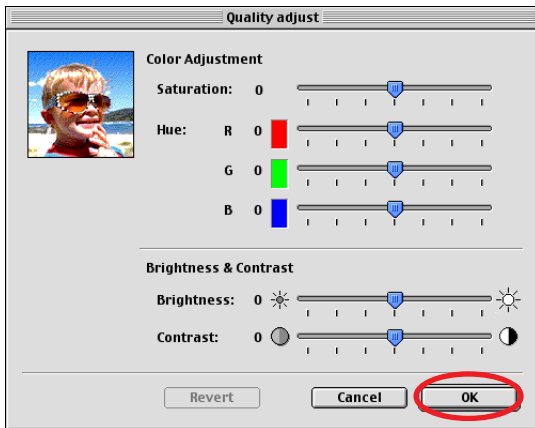 Quality adjust
Color Adjustment
Saturation: 0
Hue: R 0
G 0
B 0
Brightness & Contrast
Brightness: 0
Contrast: 0
Revert Cancel OK